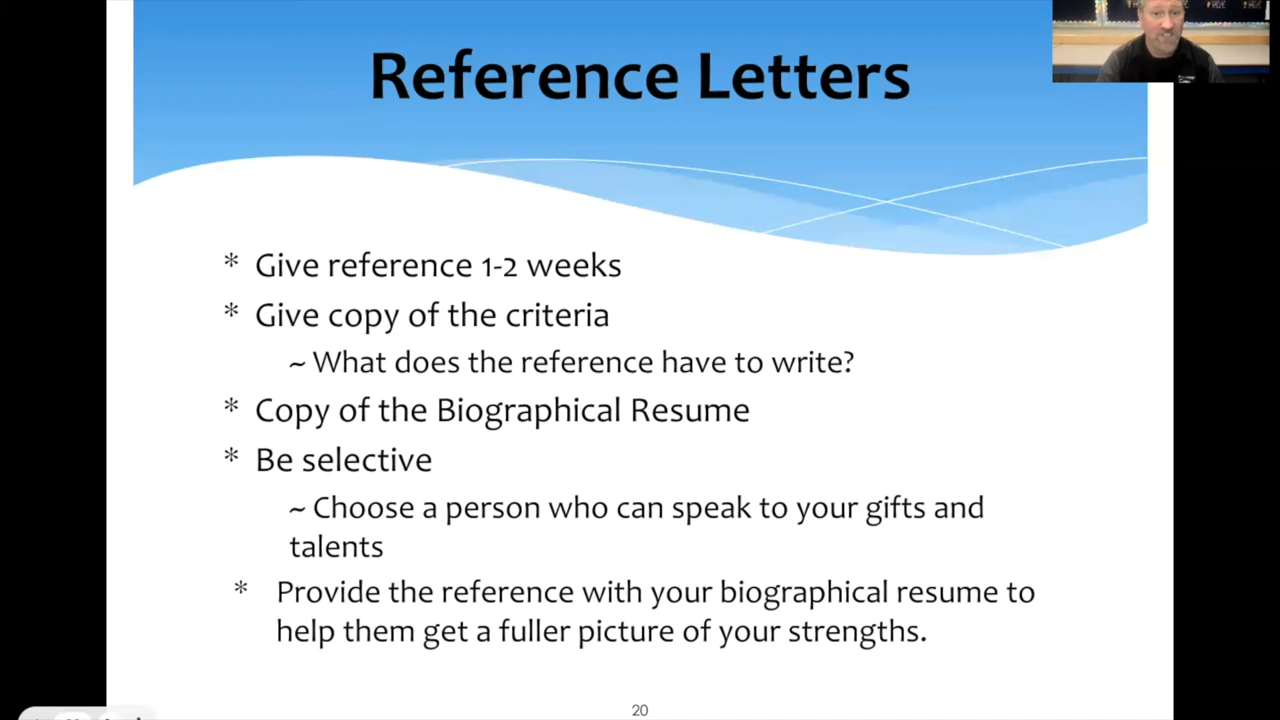 Reference Letters
* Give reference 1-2 weeks
* Give copy of the criteria
~ What does the reference have to write?
* Copy of the Biographical Resume
* Be selective
~ Choose a person who can speak to your gifts and
talents
* Provide the reference with your biographical resume to
help them get a fuller picture of your strengths.
20